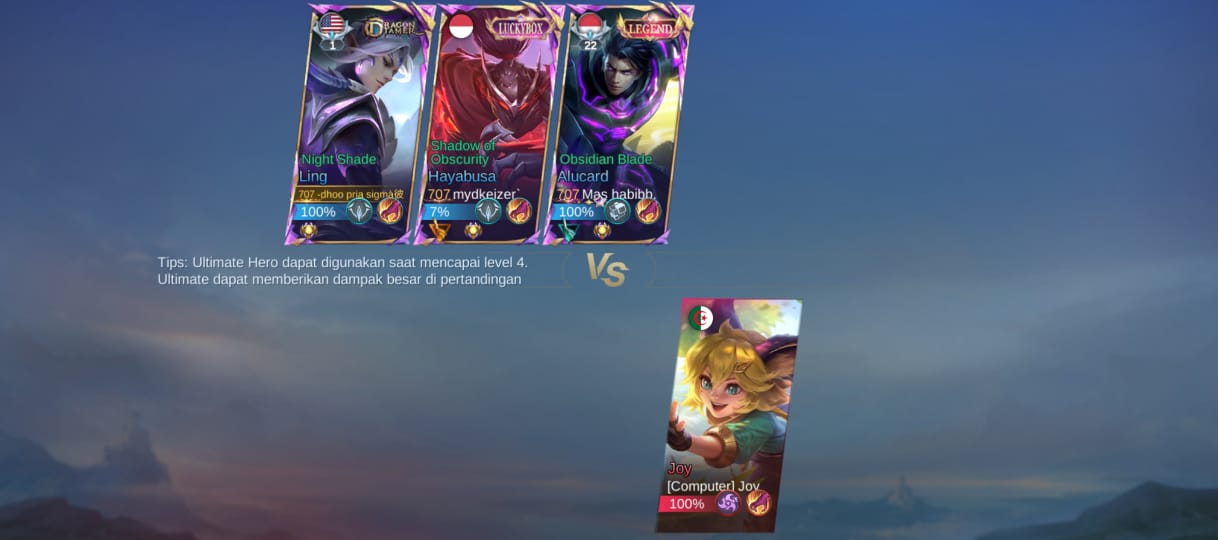 1
DRAGON
TAMER
Night Shade
Ling
707 -dhoo pria sigmà彼
100%
LUCKYBOX
Shadow of
Obscurity
Hayabusa
707 mydkeizer`
7%
22
LEGEND
Obsidian Blade
Alucard
707 Mas habibb.
100%
Tips: Ultimate Hero dapat digunakan saat mencapai level 4.
Ultimate dapat memberikan dampak besar di pertandingan
VS
Joy
[Computer] Joy
100%